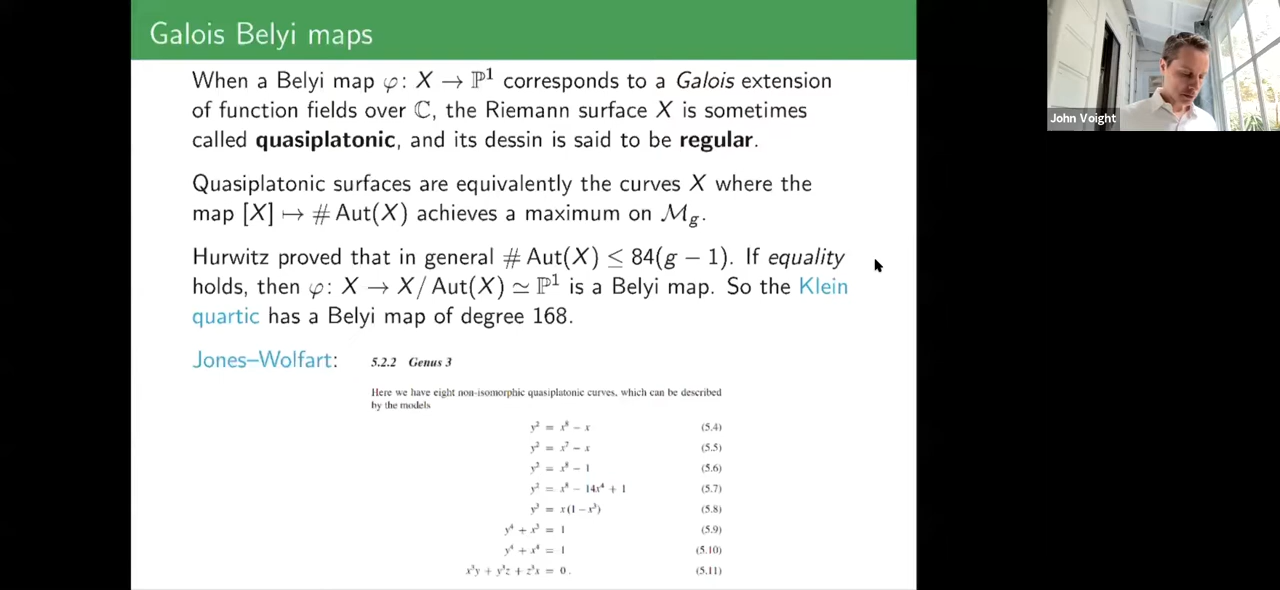 Galois Belyi maps
When a Belyi map φ: X → ℙ¹ corresponds to a Galois extension
of function fields over ℂ, the Riemann surface X is sometimes
called quasiplatonic, and its dessin is said to be regular.
Quasiplatonic surfaces are equivalently the curves X where the
map [X] ↦ # Aut(X) achieves a maximum on ℳg.
Hurwitz proved that in general # Aut(X) ≤ 84(g − 1). If equality
holds, then φ: X → X/ Aut(X) ≃ ℙ¹ is a Belyi map. So the Klein
quartic has a Belyi map of degree 168.
Jones–Wolfart: 5.2.2 Genus 3
Here we have eight non-isomorphic quasiplatonic curves, which can be described
by the models
y² = x⁸ − x (5.4)
y² = x⁷ − x (5.5)
y² = x⁸ − 1 (5.6)
y² = x⁸ − 14x⁴ + 1 (5.7)
y³ = x(1 − x³) (5.8)
y⁴ + x³ = 1 (5.9)
y⁴ + x⁴ = 1 (5.10)
x³y + y³z + z³x = 0. (5.11)
John Voight